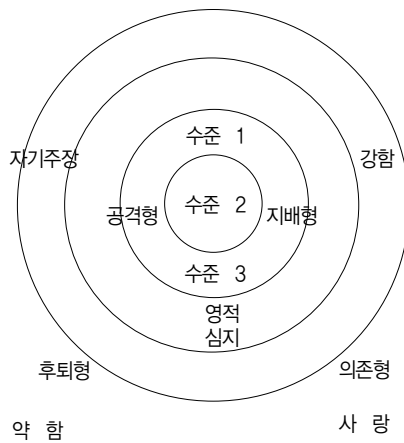 수준 1
자기주장 강함
공격형 수준 2 지배형
수준 3
영적
심지
후퇴형 의존형
약 함 사 랑